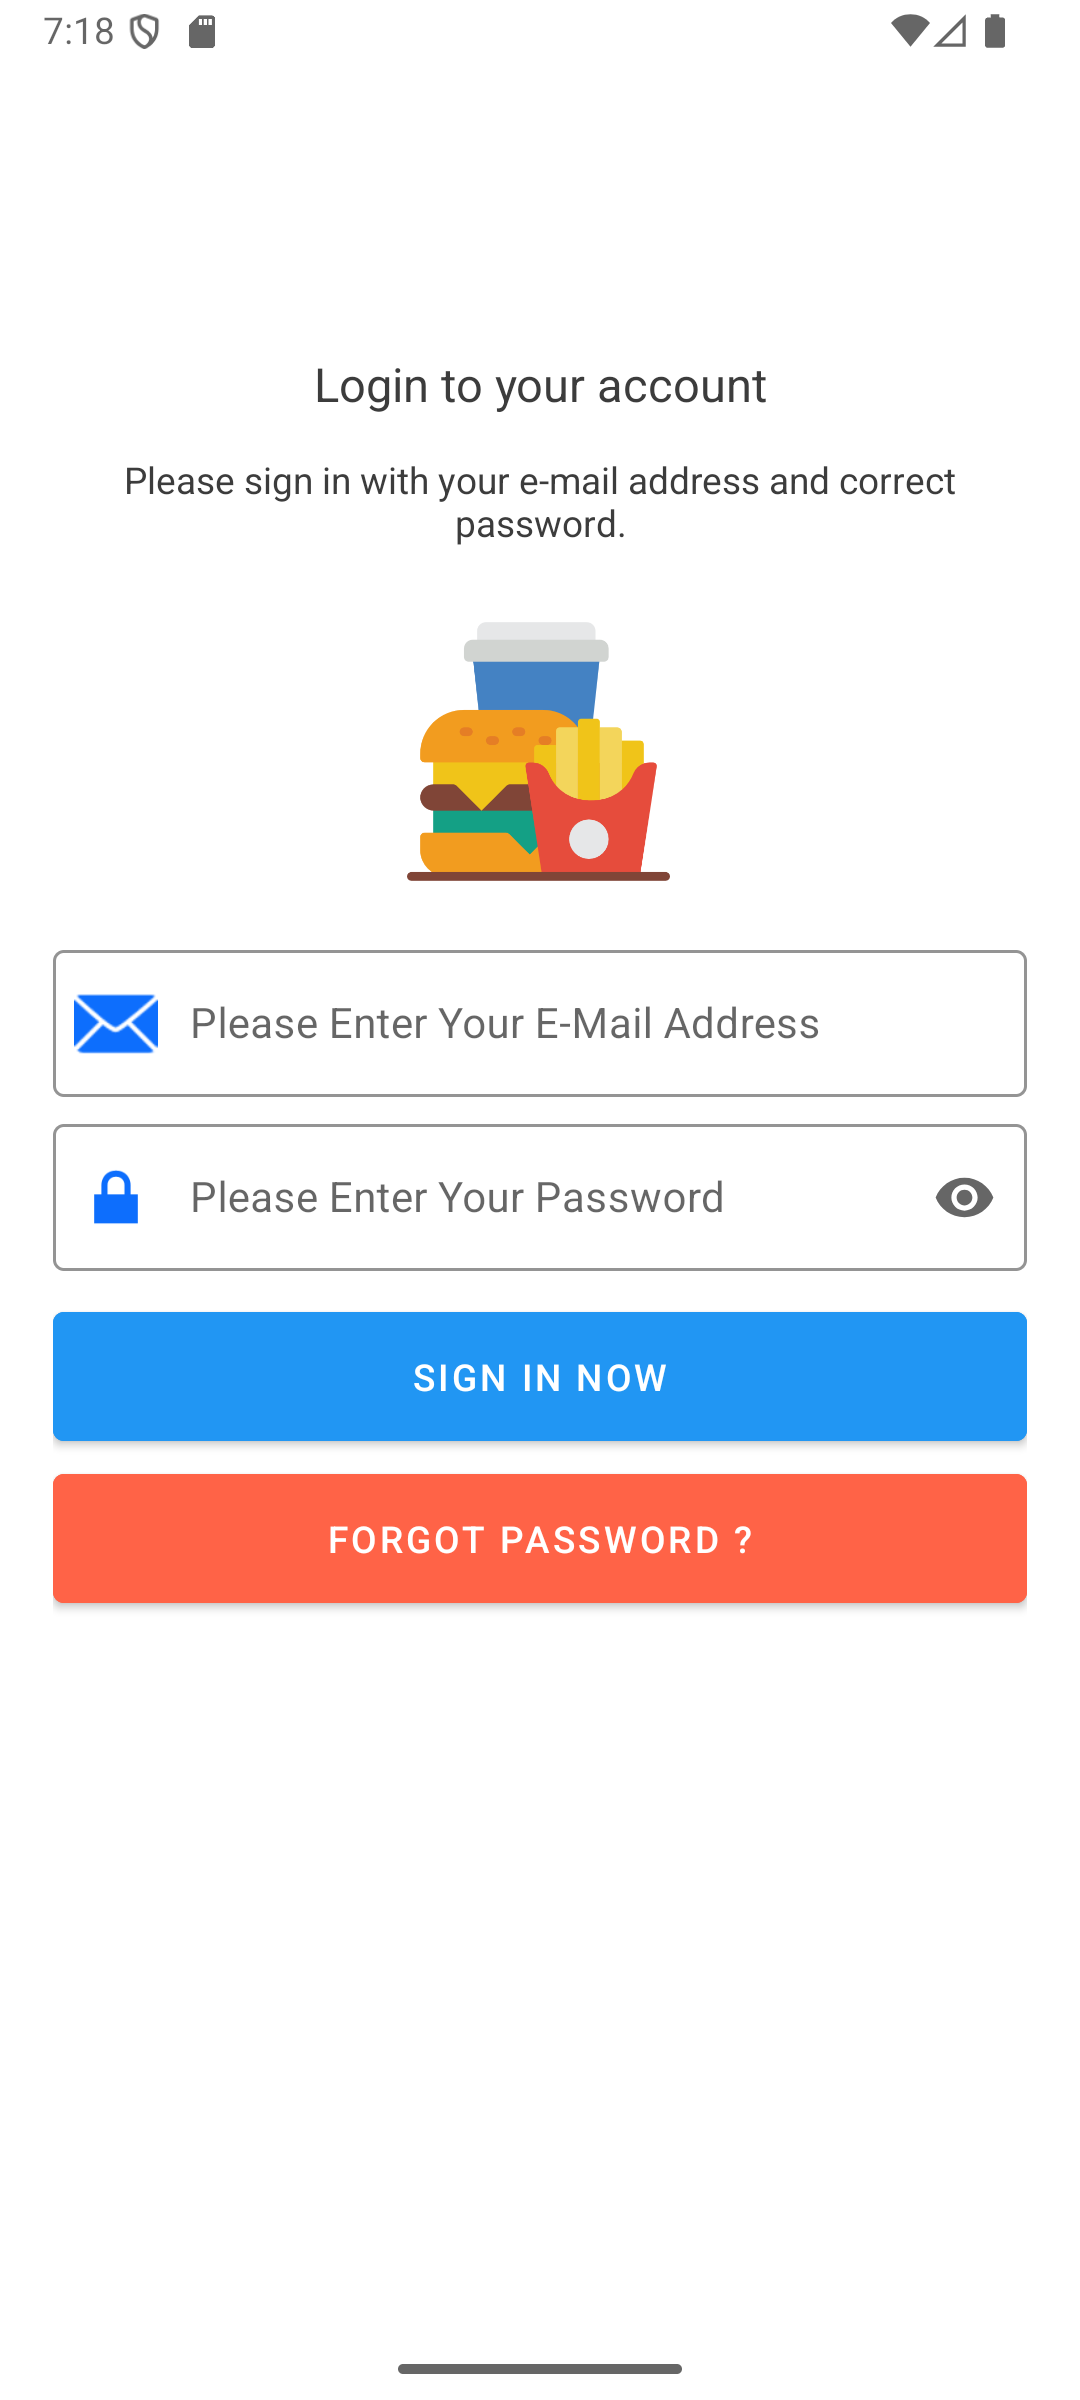 7:18
Login to your account
Please sign in with your e-mail address and correct
password.
Please Enter Your E-Mail Address
Please Enter Your Password
SIGN IN NOW
FORGOT PASSWORD ?